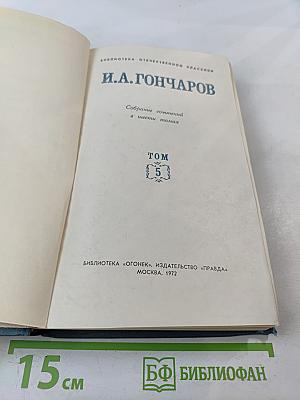 БИБЛИОТЕКА ОТЕЧЕСТВЕННОЙ КЛАССИКИ
И.А.ГОНЧАРОВ
Собрание сочинений
в шести томах
ТОМ
5
БИБЛИОТЕКА «ОГОНЕК». ИЗДАТЕЛЬСТВО «ПРАВДА»
МОСКВА. 1972
15 см
БФ БИБЛИОФАН